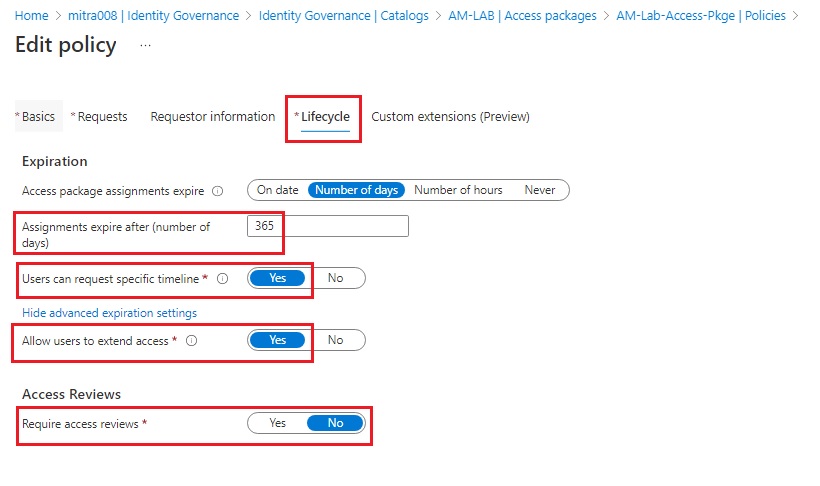 Home > mitra008 | Identity Governance > Identity Governance | Catalogs > AM-LAB | Access packages > AM-Lab-Access-Pkge | Policies >
Edit policy ...
* Basics * Requests Requestor information * Lifecycle Custom extensions (Preview)
Expiration
Access package assignments expire On date Number of days Number of hours Never
Assignments expire after (number of
days)
365
Users can request specific timeline * Yes No
Hide advanced expiration settings
Allow users to extend access * Yes No
Access Reviews
Require access reviews * Yes No